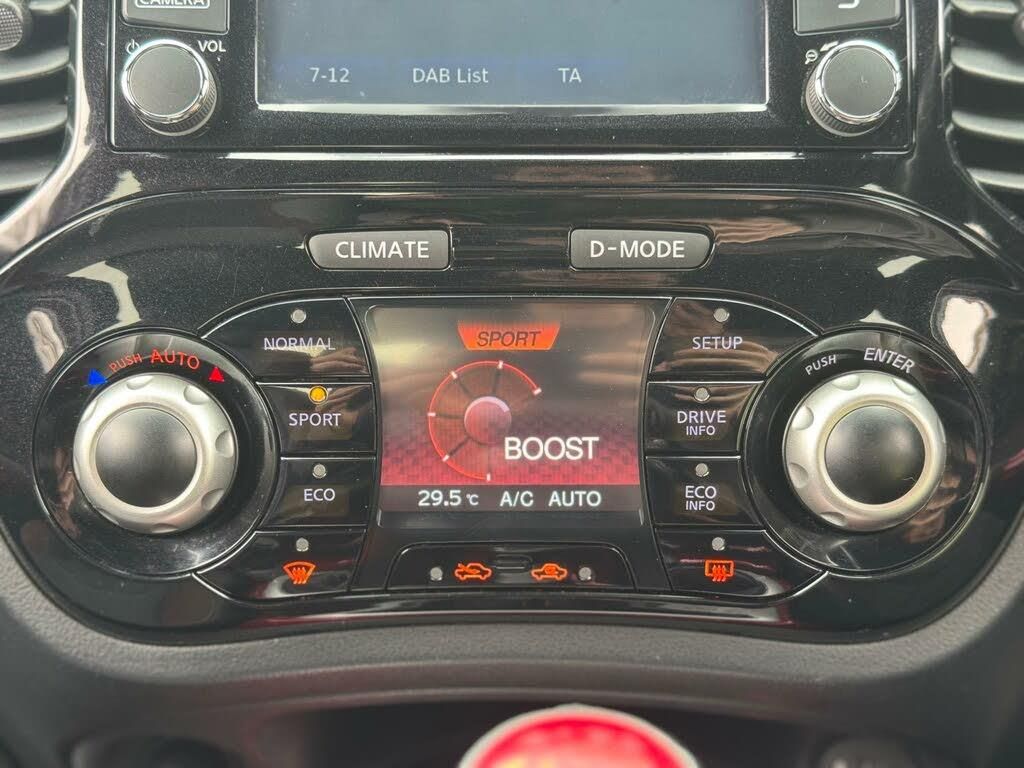 CAMERA
VOL
7-12 DAB List TA
CLIMATE D-MODE
PUSH AUTO
NORMAL
SPORT
SETUP
PUSH ENTER
SPORT
DRIVE
INFO
BOOST
ECO
ECO
INFO
29.5 °C A/C AUTO